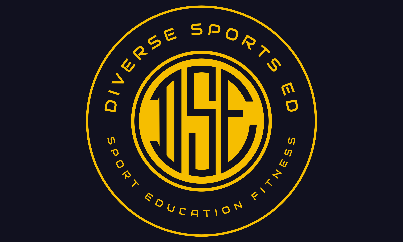 DIVERSE SPORTS ED
DSE
SPORT EDUCATION FITNESS